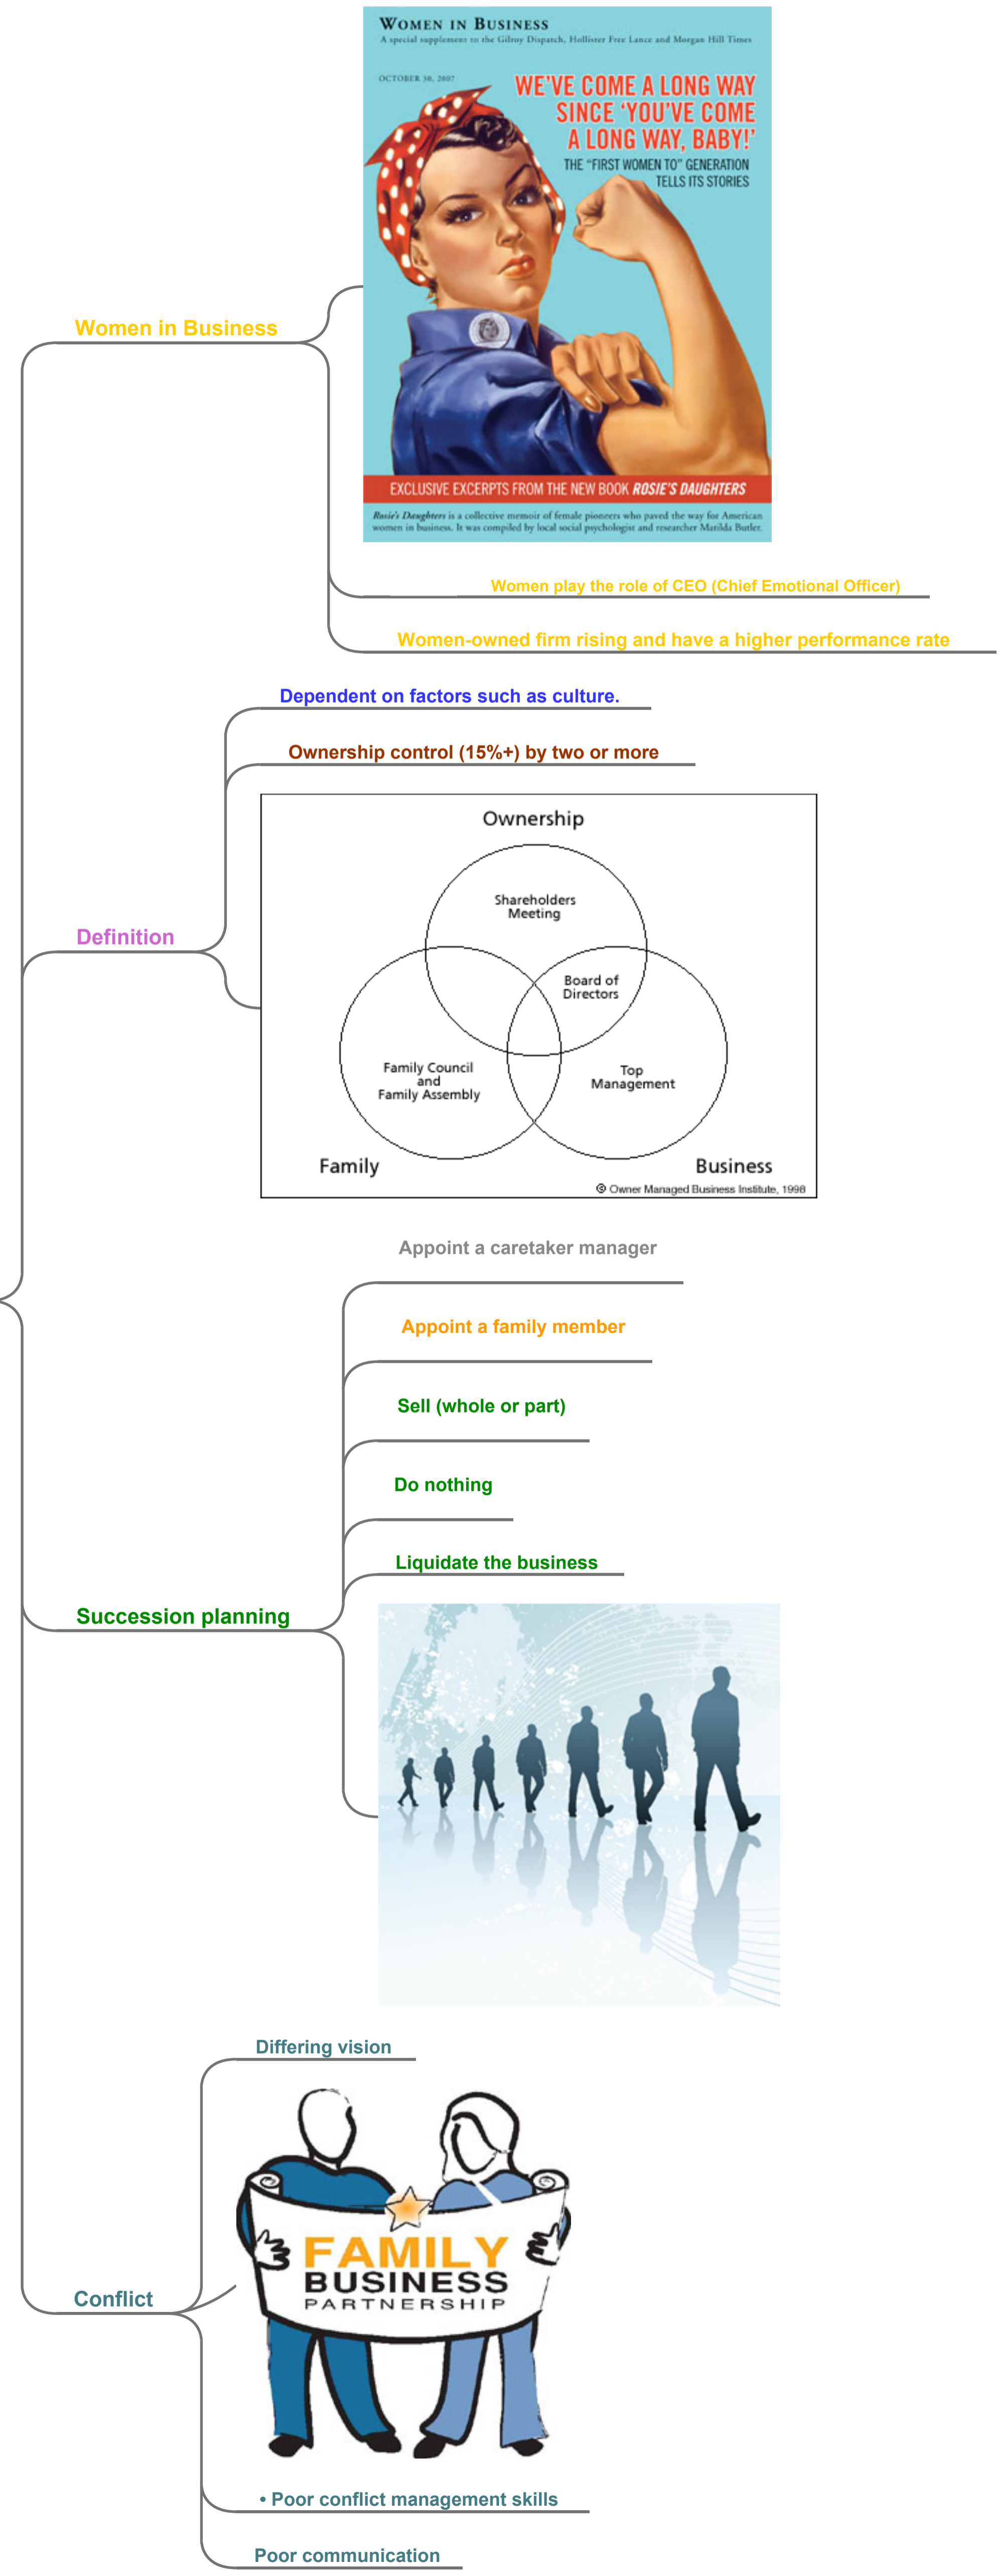 WOMEN IN BUSINESS
A special supplement to the Gilroy Dispatch, Hollister Free Lance and Morgan Hill Times
OCTOBER 30, 2007
WE'VE COME A LONG WAY
SINCE 'YOU'VE COME
A LONG WAY, BABY!'
THE "FIRST WOMEN TO" GENERATION
TELLS ITS STORIES
EXCLUSIVE EXCERPTS FROM THE NEW BOOK ROSIE'S DAUGHTERS
Rosie's Daughters is a collective memoir of female pioneers who paved the way for American
women in business. It was compiled by local social psychologist and researcher Matilda Butler.
Women in Business
Women play the role of CEO (Chief Emotional Officer)
Women-owned firm rising and have a higher performance rate
Dependent on factors such as culture.
Ownership control (15%+) by two or more
Definition
Ownership
Shareholders
Meeting
Board of
Directors
Family Council
and
Family Assembly
Top
Management
Family
Business
© Owner Managed Business Institute, 1998
Appoint a caretaker manager
Appoint a family member
Sell (whole or part)
Do nothing
Liquidate the business
Succession planning
Differing vision
FAMILY
BUSINESS
PARTNERSHIP
Conflict
• Poor conflict management skills
Poor communication